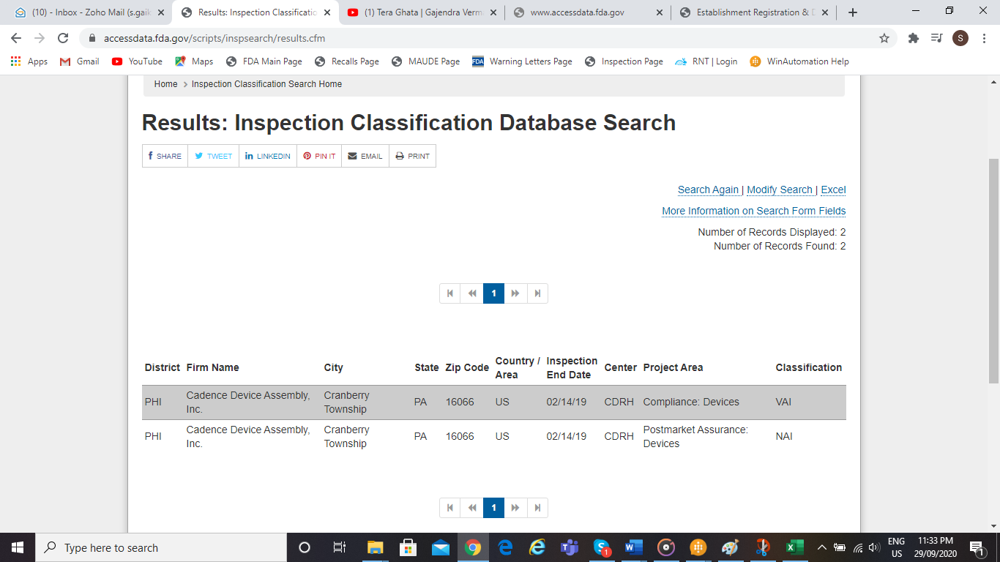 (10) - Inbox - Zoho Mail (s.gaik
Results: Inspection Classificatio
(1) Tera Ghata | Gajendra Verm
www.accessdata.fda.gov
Establishment Registration & D
accessdata.fda.gov/scripts/inspsearch/results.cfm
S
Apps
Gmail
YouTube
Maps
FDA Main Page
Recalls Page
MAUDE Page
FDA
Warning Letters Page
Inspection Page
RNT | Login
WinAutomation Help
Home > Inspection Classification Search Home
Results: Inspection Classification Database Search
SHARE TWEET LINKEDIN PIN IT EMAIL PRINT
Search Again | Modify Search | Excel
More Information on Search Form Fields
Number of Records Displayed: 2
Number of Records Found: 2
1
District Firm Name City State Zip Code Country / Area Inspection End Date Center Project Area Classification
PHI Cadence Device Assembly, Inc. Cranberry Township PA 16066 US 02/14/19 CDRH Compliance: Devices VAI
PHI Cadence Device Assembly, Inc. Cranberry Township PA 16066 US 02/14/19 CDRH Postmarket Assurance: Devices NAI
1
Type here to search
1
ENG
US
11:33 PM
29/09/2020
1